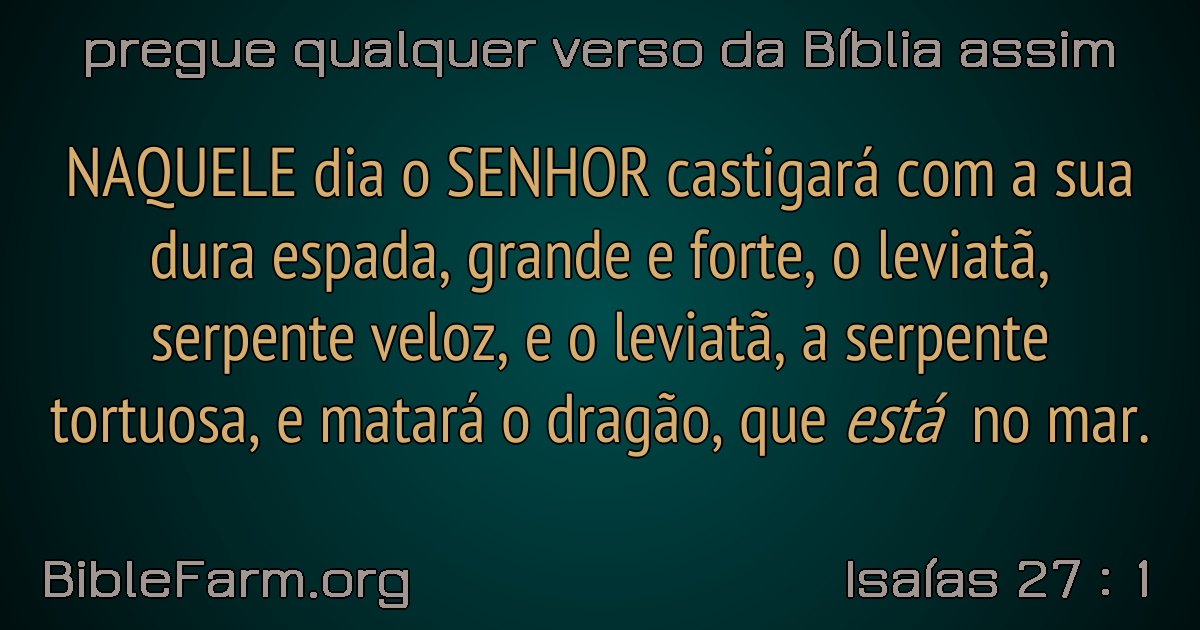 pregue qualquer verso da Bíblia assim
NAQUELE dia o SENHOR castigará com a sua
dura espada, grande e forte, o leviatã,
serpente veloz, e o leviatã, a serpente
tortuosa, e matará o dragão, que está no mar.
BibleFarm.org
Isaías 27 : 1